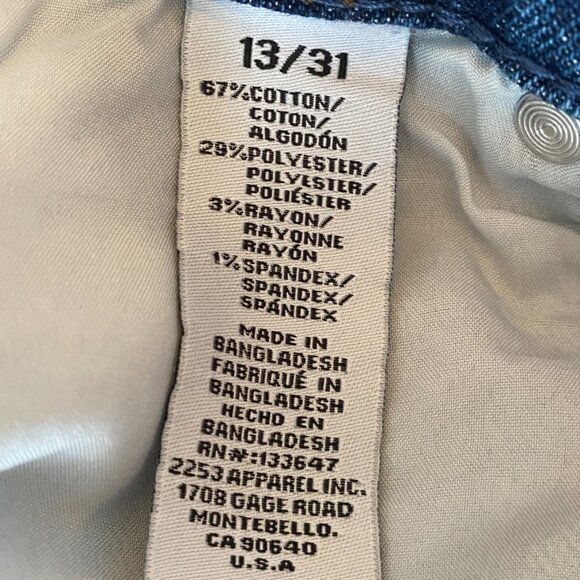 13/31
67%COTTON/
COTON/
ALGODÓN
29%POLYESTER/
POLYESTER/
POLIÉSTER
3%RAYON/
RAYONNE
RAYÓN
1%SPANDEX/
SPANDEX/
SPÁNDEX
MADE IN
BANGLADESH
FABRIQUÉ IN
BANGLADESH
HECHO EN
BANGLADESH
RN#:133647
2253 APPAREL INC.
1708 GAGE ROAD
MONTEBELLO.
CA 90640
U.S.A